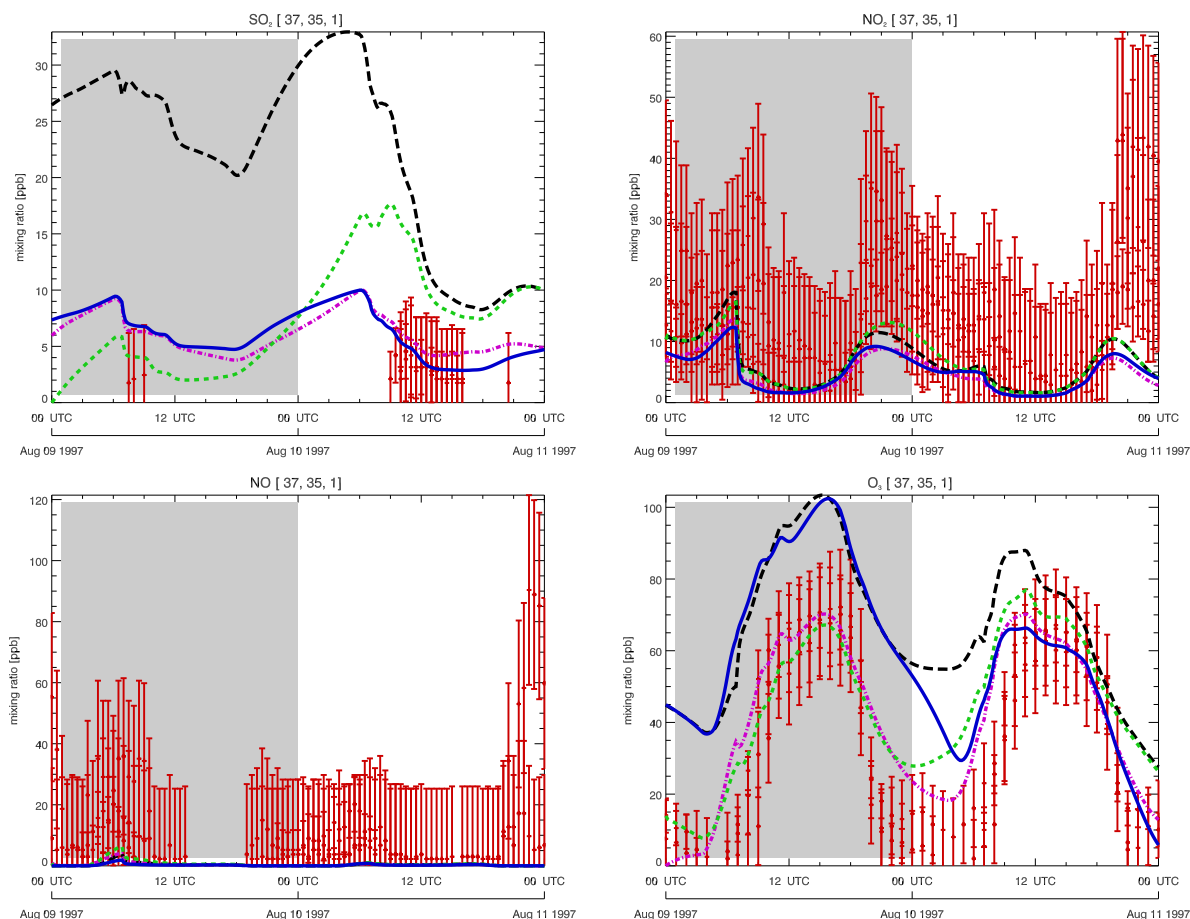 SO₂ [ 37, 35, 1]
mixing ratio [ppb]
30
25
20
15
10
5
0
00 UTC 12 UTC 00 UTC 12 UTC 00 UTC
Aug 09 1997 Aug 10 1997 Aug 11 1997
NO₂ [ 37, 35, 1]
mixing ratio [ppb]
60
50
40
30
20
10
0
00 UTC 12 UTC 00 UTC 12 UTC 00 UTC
Aug 09 1997 Aug 10 1997 Aug 11 1997
NO [ 37, 35, 1]
mixing ratio [ppb]
120
100
80
60
40
20
0
00 UTC 12 UTC 00 UTC 12 UTC 00 UTC
Aug 09 1997 Aug 10 1997 Aug 11 1997
O₃ [ 37, 35, 1]
mixing ratio [ppb]
100
80
60
40
20
0
00 UTC 12 UTC 00 UTC 12 UTC 00 UTC
Aug 09 1997 Aug 10 1997 Aug 11 1997